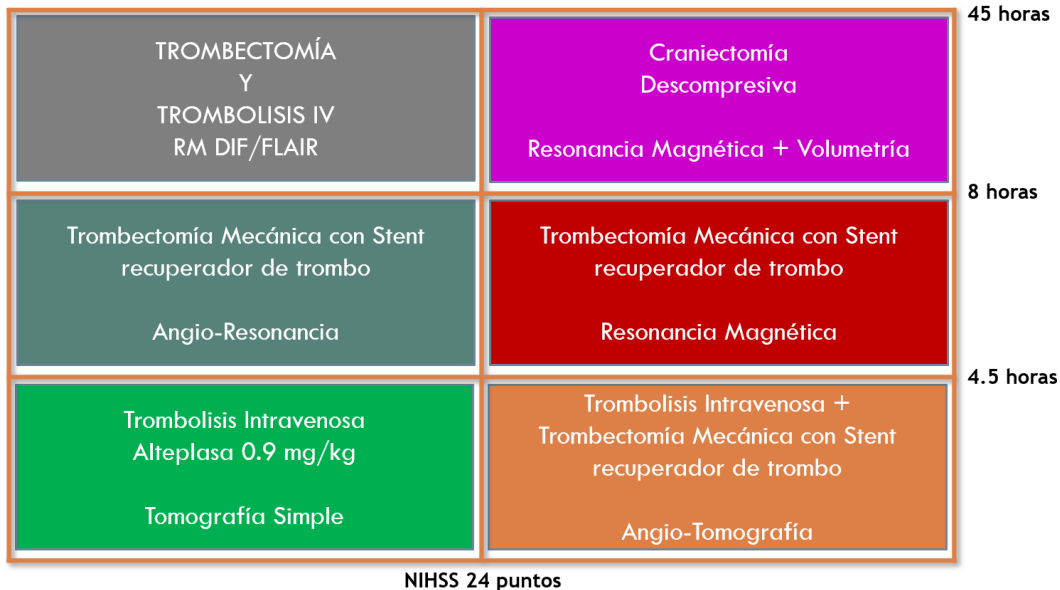 45 horas
TROMBECTOMÍA
Y
TROMBOLISIS IV
RM DIF/FLAIR
Craniectomía
Descompresiva
Resonancia Magnética + Volumetría
8 horas
Trombectomía Mecánica con Stent
recuperador de trombo
Angio-Resonancia
Trombectomía Mecánica con Stent
recuperador de trombo
Resonancia Magnética
4.5 horas
Trombolisis Intravenosa
Alteplasa 0.9 mg/kg
Tomografía Simple
Trombolisis Intravenosa +
Trombectomía Mecánica con Stent
recuperador de trombo
Angio-Tomografía
NIHSS 24 puntos